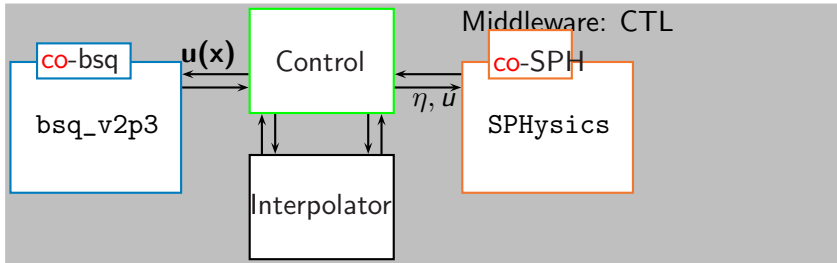 Middleware: CTL
co-bsq
u(x)
Control
co-SPH
η, u
bsq_v2p3
SPHysics
Interpolator